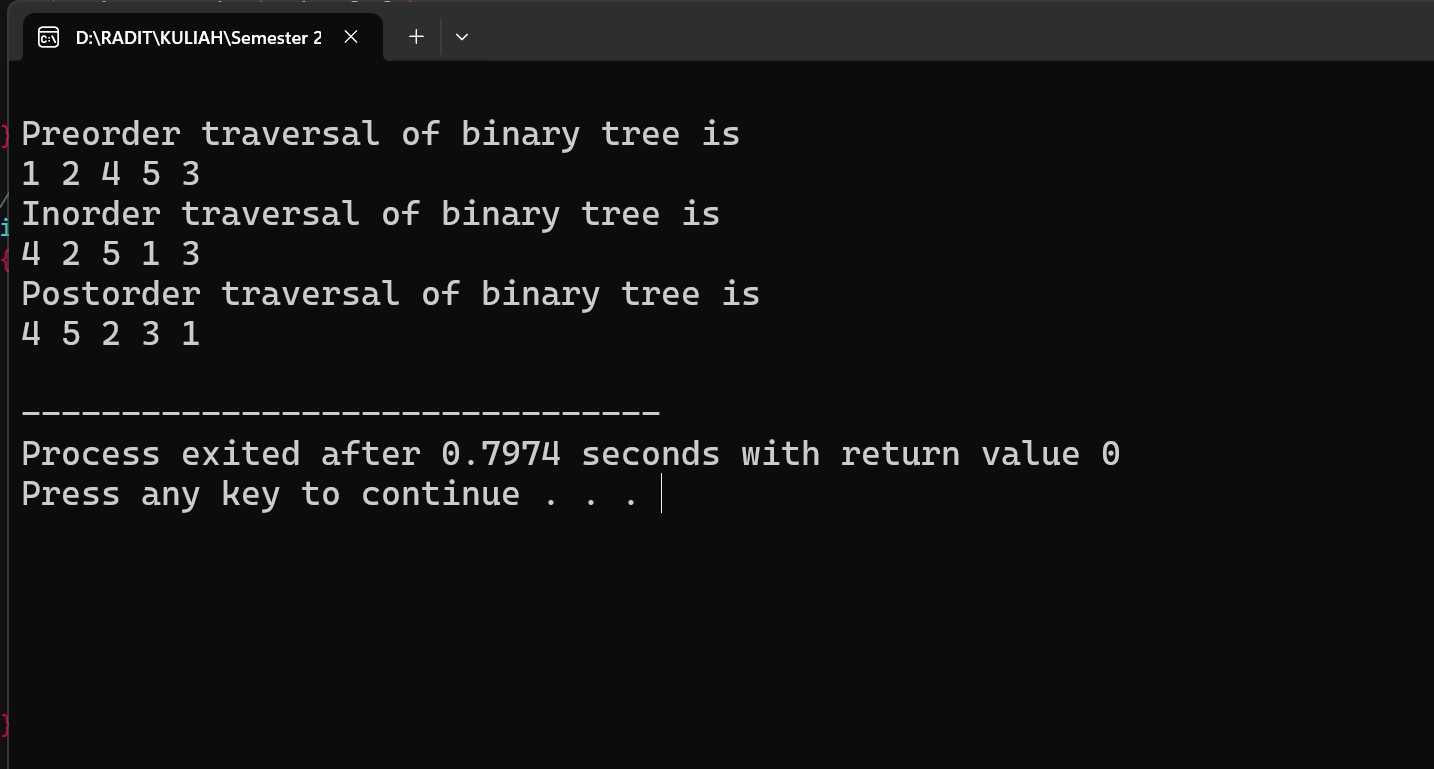 D:\RADIT\KULIAH\Semester 2
Preorder traversal of binary tree is
1 2 4 5 3
Inorder traversal of binary tree is
4 2 5 1 3
Postorder traversal of binary tree is
4 5 2 3 1
--------------------------------
Process exited after 0.7974 seconds with return value 0
Press any key to continue . . .